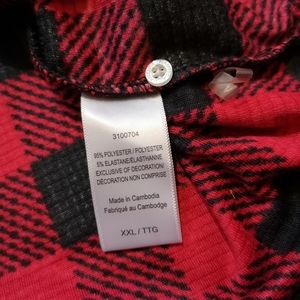 3100704
95% POLYESTER / POLYESTER
5% ELASTANE/ÉLASTHANNE
EXCLUSIVE OF DECORATION/
DÉCORATION NON COMPRISE
Made in Cambodia
Fabriqué au Cambodge
XXL / TTG